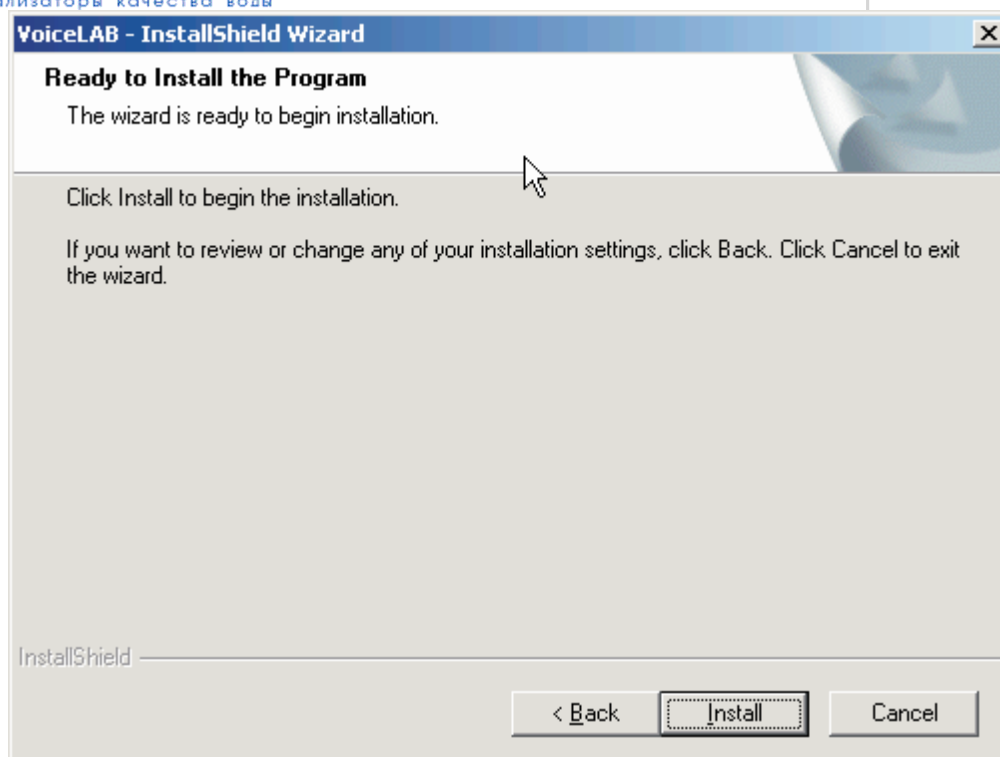 качества воды
VoiceLAB - InstallShield Wizard
Ready to Install the Program
The wizard is ready to begin installation.
Click Install to begin the installation.
If you want to review or change any of your installation settings, click Back. Click Cancel to exit
the wizard.
InstallShield
< Back
Install
Cancel